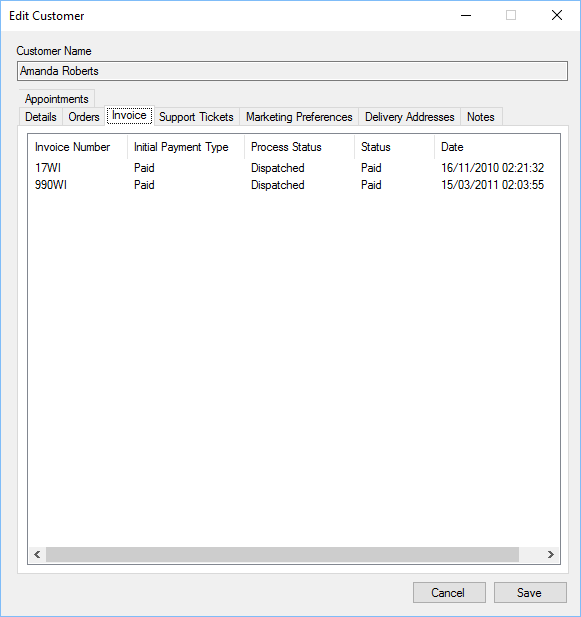 Edit Customer
Customer Name
Amanda Roberts
Appointments
Details Orders Invoice Support Tickets Marketing Preferences Delivery Addresses Notes
Invoice Number Initial Payment Type Process Status Status Date
17WI Paid Dispatched Paid 16/11/2010 02:21:32
990WI Paid Dispatched Paid 15/03/2011 02:03:55
Cancel Save